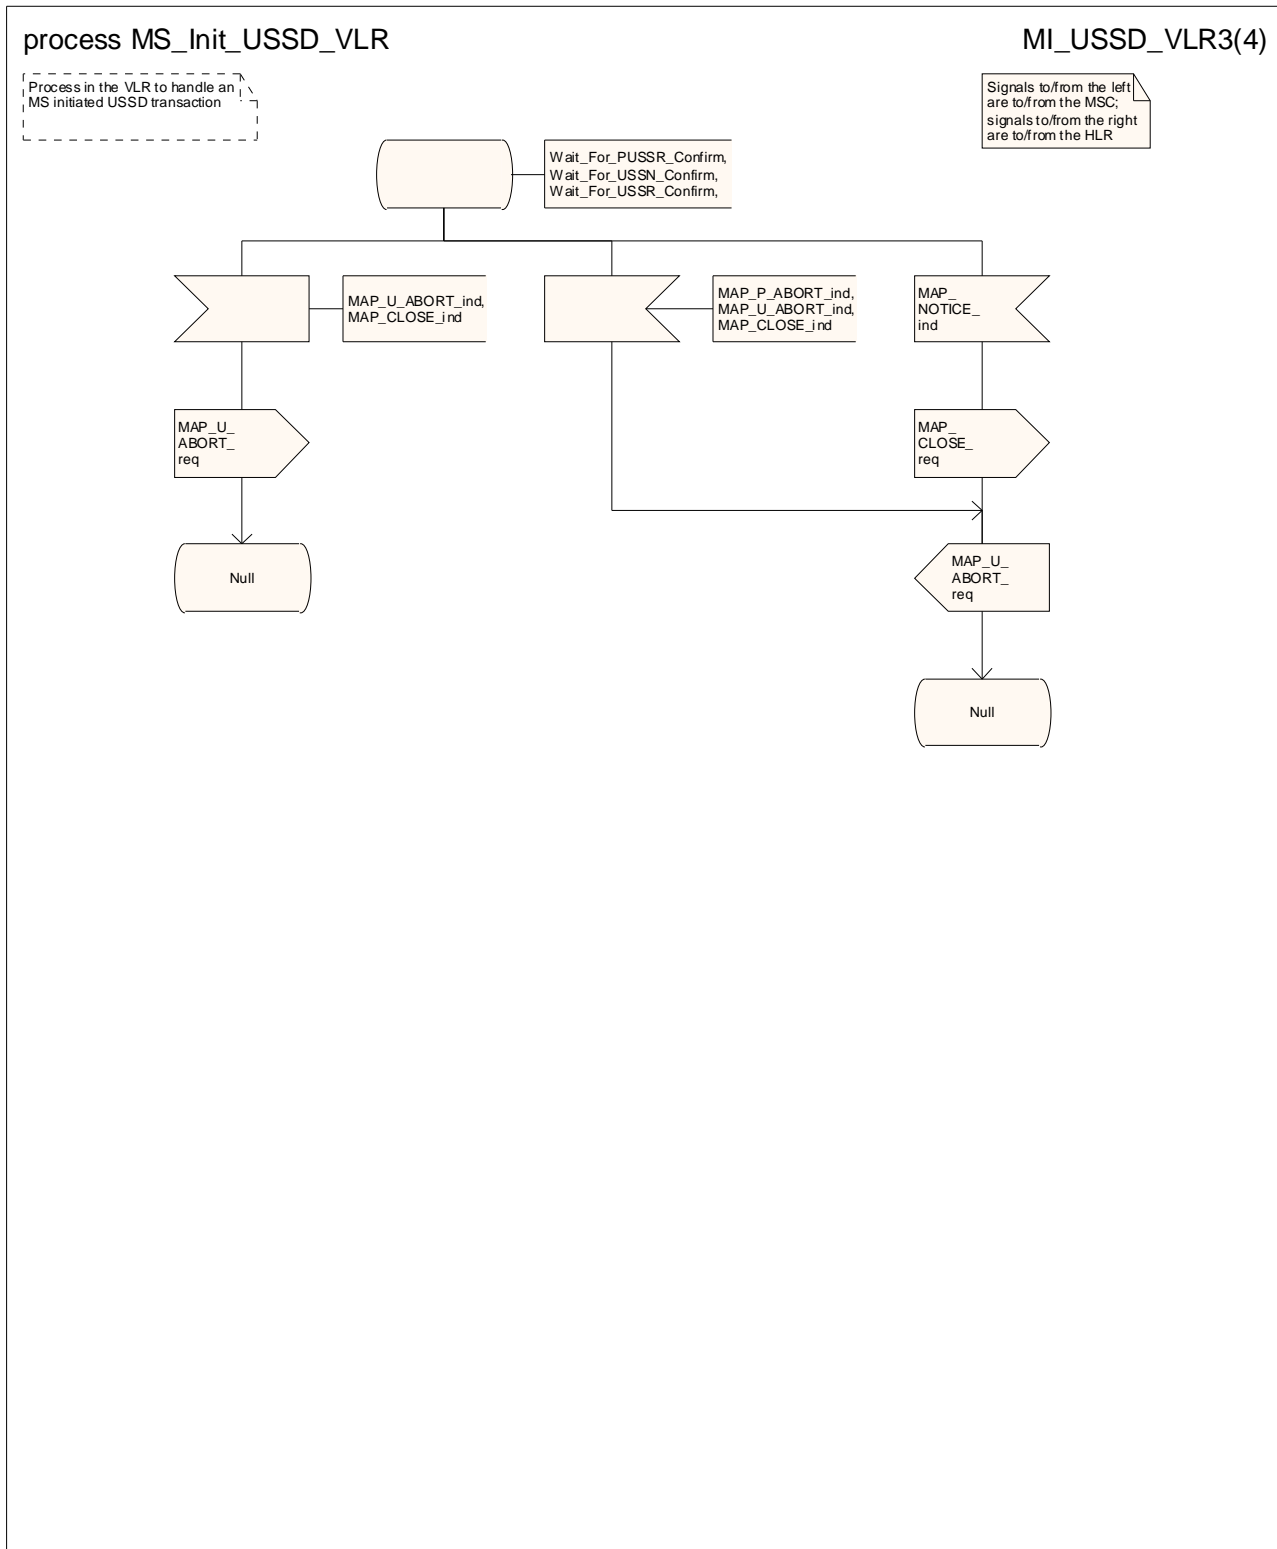 process MS_Init_USSD_VLR
MI_USSD_VLR3(4)
Process in the VLR to handle an
MS initiated USSD transaction
Signals to/from the left
are to/from the MSC;
signals to/from the right
are to/from the HLR
Wait_For_PUSSR_Confirm,
Wait_For_USSN_Confirm,
Wait_For_USSR_Confirm,
MAP_U_ABORT_ind,
MAP_CLOSE_ind
MAP_P_ABORT_ind,
MAP_U_ABORT_ind,
MAP_CLOSE_ind
MAP_
NOTICE_
ind
MAP_U_
ABORT_
req
MAP_
CLOSE_
req
Null
MAP_U_
ABORT_
req
Null